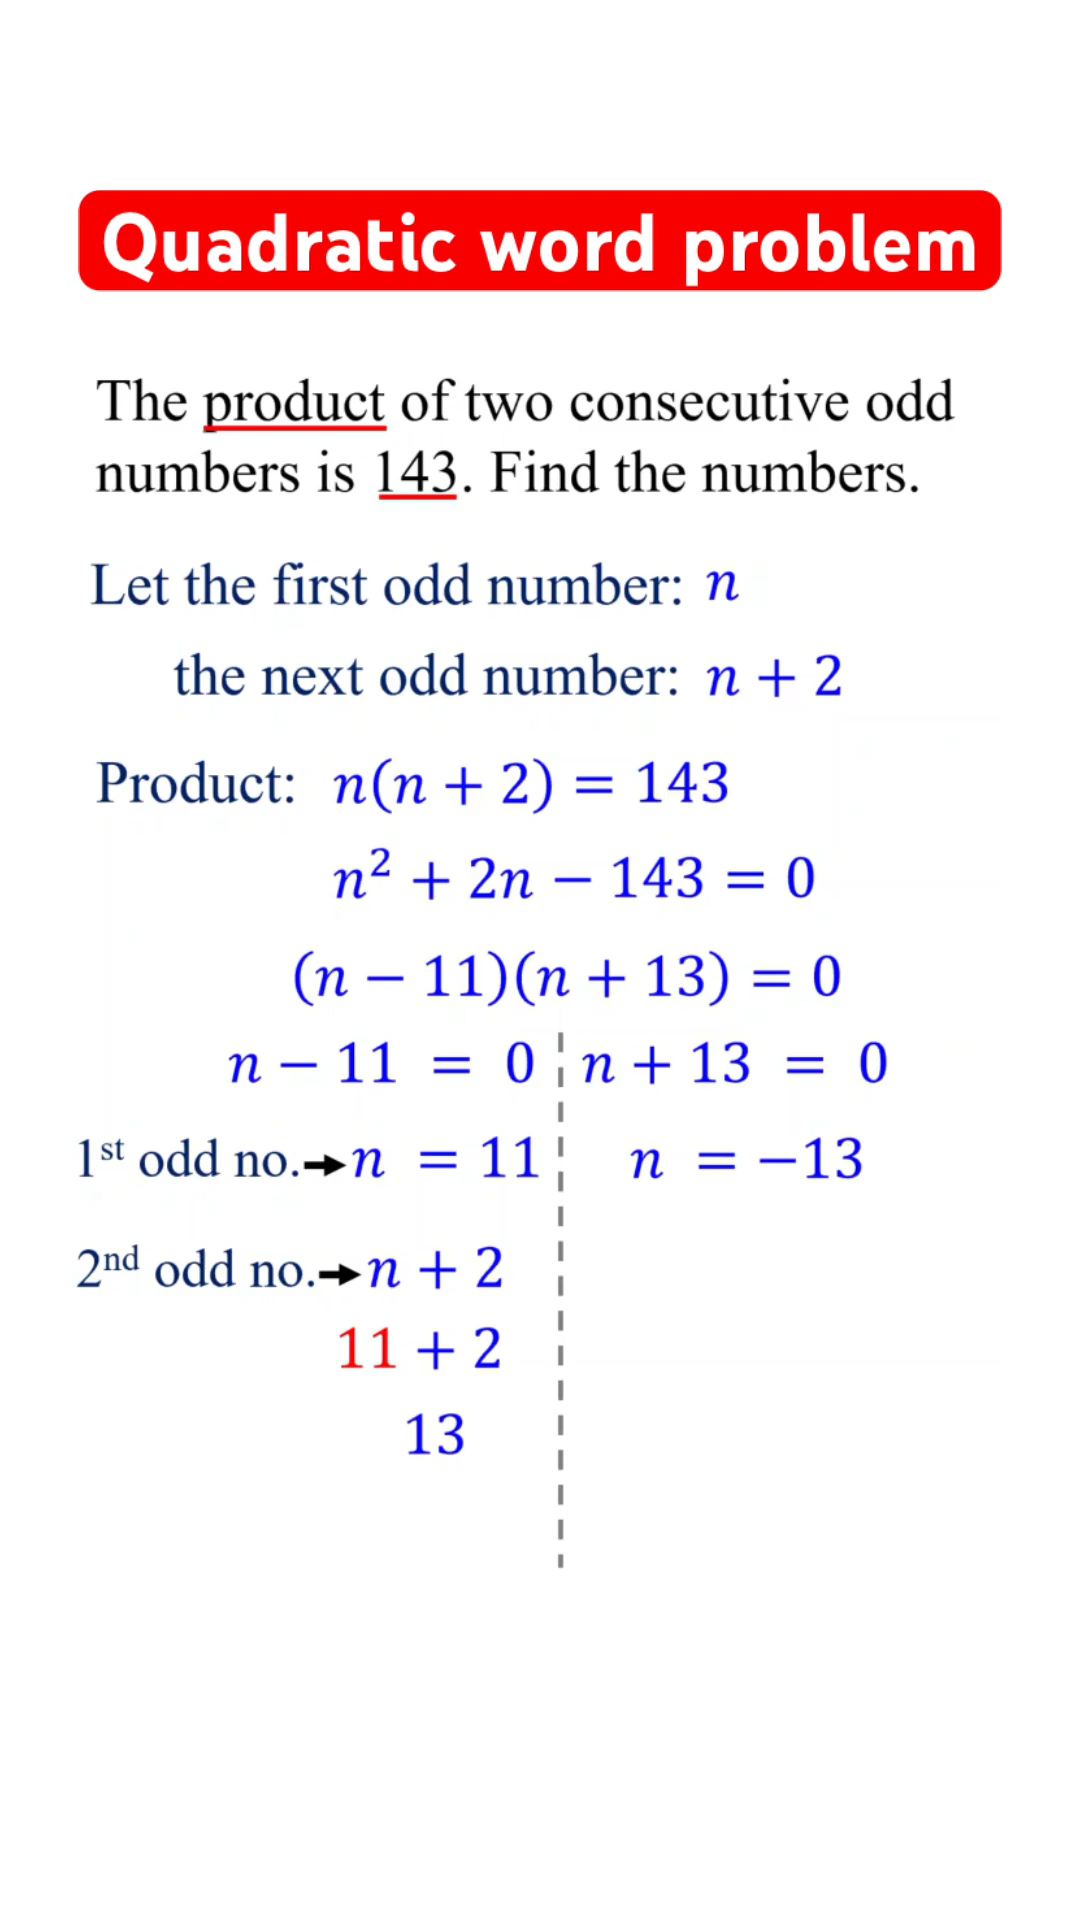 Quadratic word problem
The product of two consecutive odd
numbers is 143. Find the numbers.
Let the first odd number: n
the next odd number: n + 2
Product: n(n + 2) = 143
n² + 2n − 143 = 0
(n − 11)(n + 13) = 0
n − 11 = 0 n + 13 = 0
1st odd no.→n = 11 n = −13
2nd odd no.→n + 2
11 + 2
13